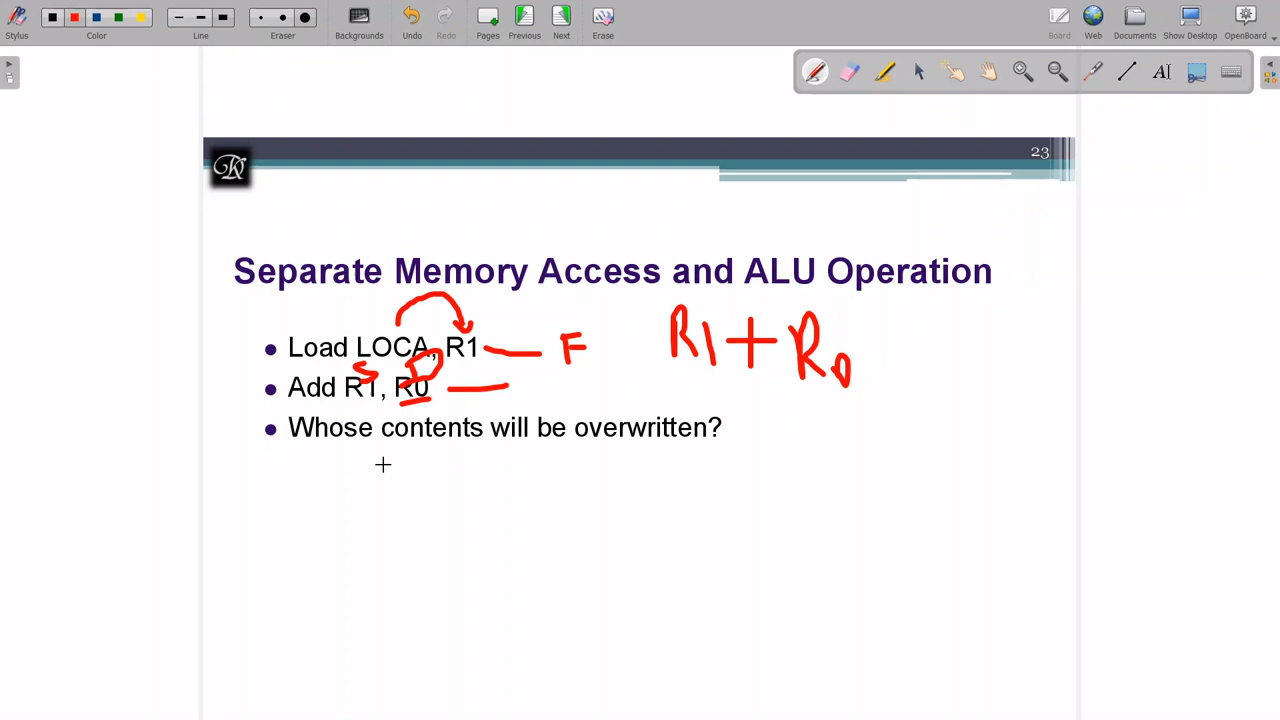 Stylus Color Line Eraser Backgrounds Undo Redo Pages Previous Next Erase Board Web Documents Show Desktop OpenBoard
23
Separate Memory Access and ALU Operation
R1 + R0
Load LOCA, R1 F
S D
Add R1, R0
Whose contents will be overwritten?